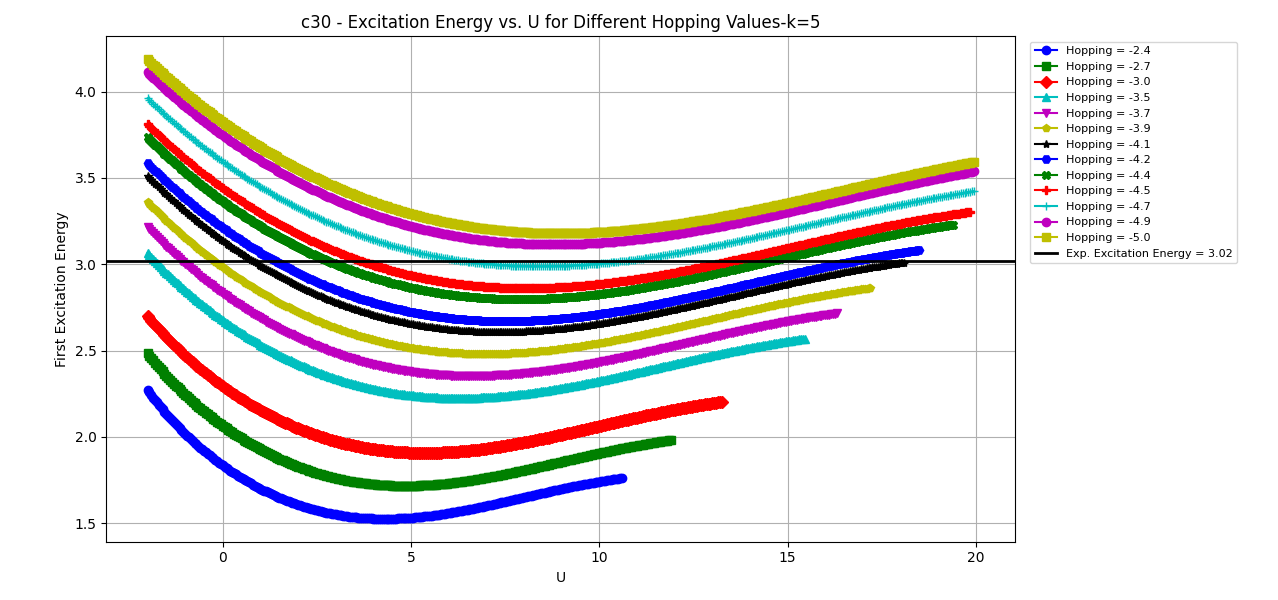 c30 - Excitation Energy vs. U for Different Hopping Values-k=5
First Excitation Energy
4.0
3.5
3.0
2.5
2.0
1.5
0
5
10
15
20
U
Hopping = -2.4
Hopping = -2.7
Hopping = -3.0
Hopping = -3.5
Hopping = -3.7
Hopping = -3.9
Hopping = -4.1
Hopping = -4.2
Hopping = -4.4
Hopping = -4.5
Hopping = -4.7
Hopping = -4.9
Hopping = -5.0
Exp. Excitation Energy = 3.02